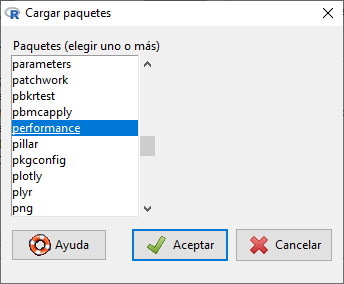 Cargar paquetes
Paquetes (elegir uno o más)
parameters
patchwork
pbkrtest
pbmcapply
performance
pillar
pkgconfig
plotly
plyr
png
Ayuda
Aceptar
Cancelar